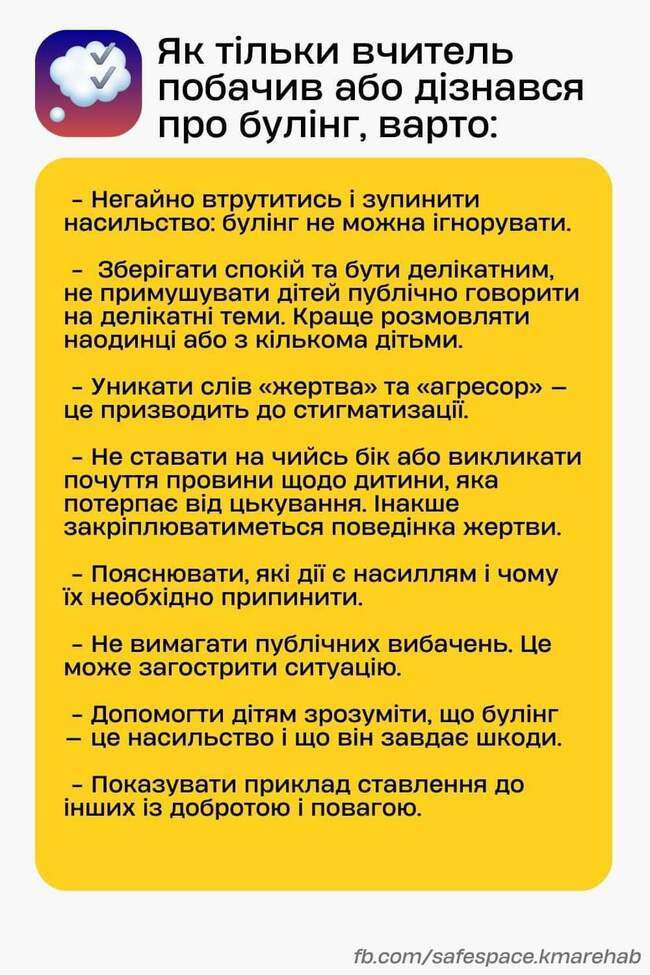 Як тільки вчитель
побачив або дізнався
про булінг, варто:
– Негайно втрутитись і зупинити
насильство: булінг не можна ігнорувати.
– Зберігати спокій та бути делікатним,
не примушувати дітей публічно говорити
на делікатні теми. Краще розмовляти
наодинці або з кількома дітьми.
– Уникати слів «жертва» та «агресор» –
це призводить до стигматизації.
– Не ставати на чийсь бік або викликати
почуття провини щодо дитини, яка
потерпає від цькування. Інакше
закріплюватиметься поведінка жертви.
– Пояснювати, які дії є насиллям і чому
їх необхідно припинити.
– Не вимагати публічних вибачень. Це
може загострити ситуацію.
– Допомогти дітям зрозуміти, що булінг
– це насильство і що він завдає шкоди.
– Показувати приклад ставлення до
інших із добротою і повагою.
fb.com/safespace.kmarehab